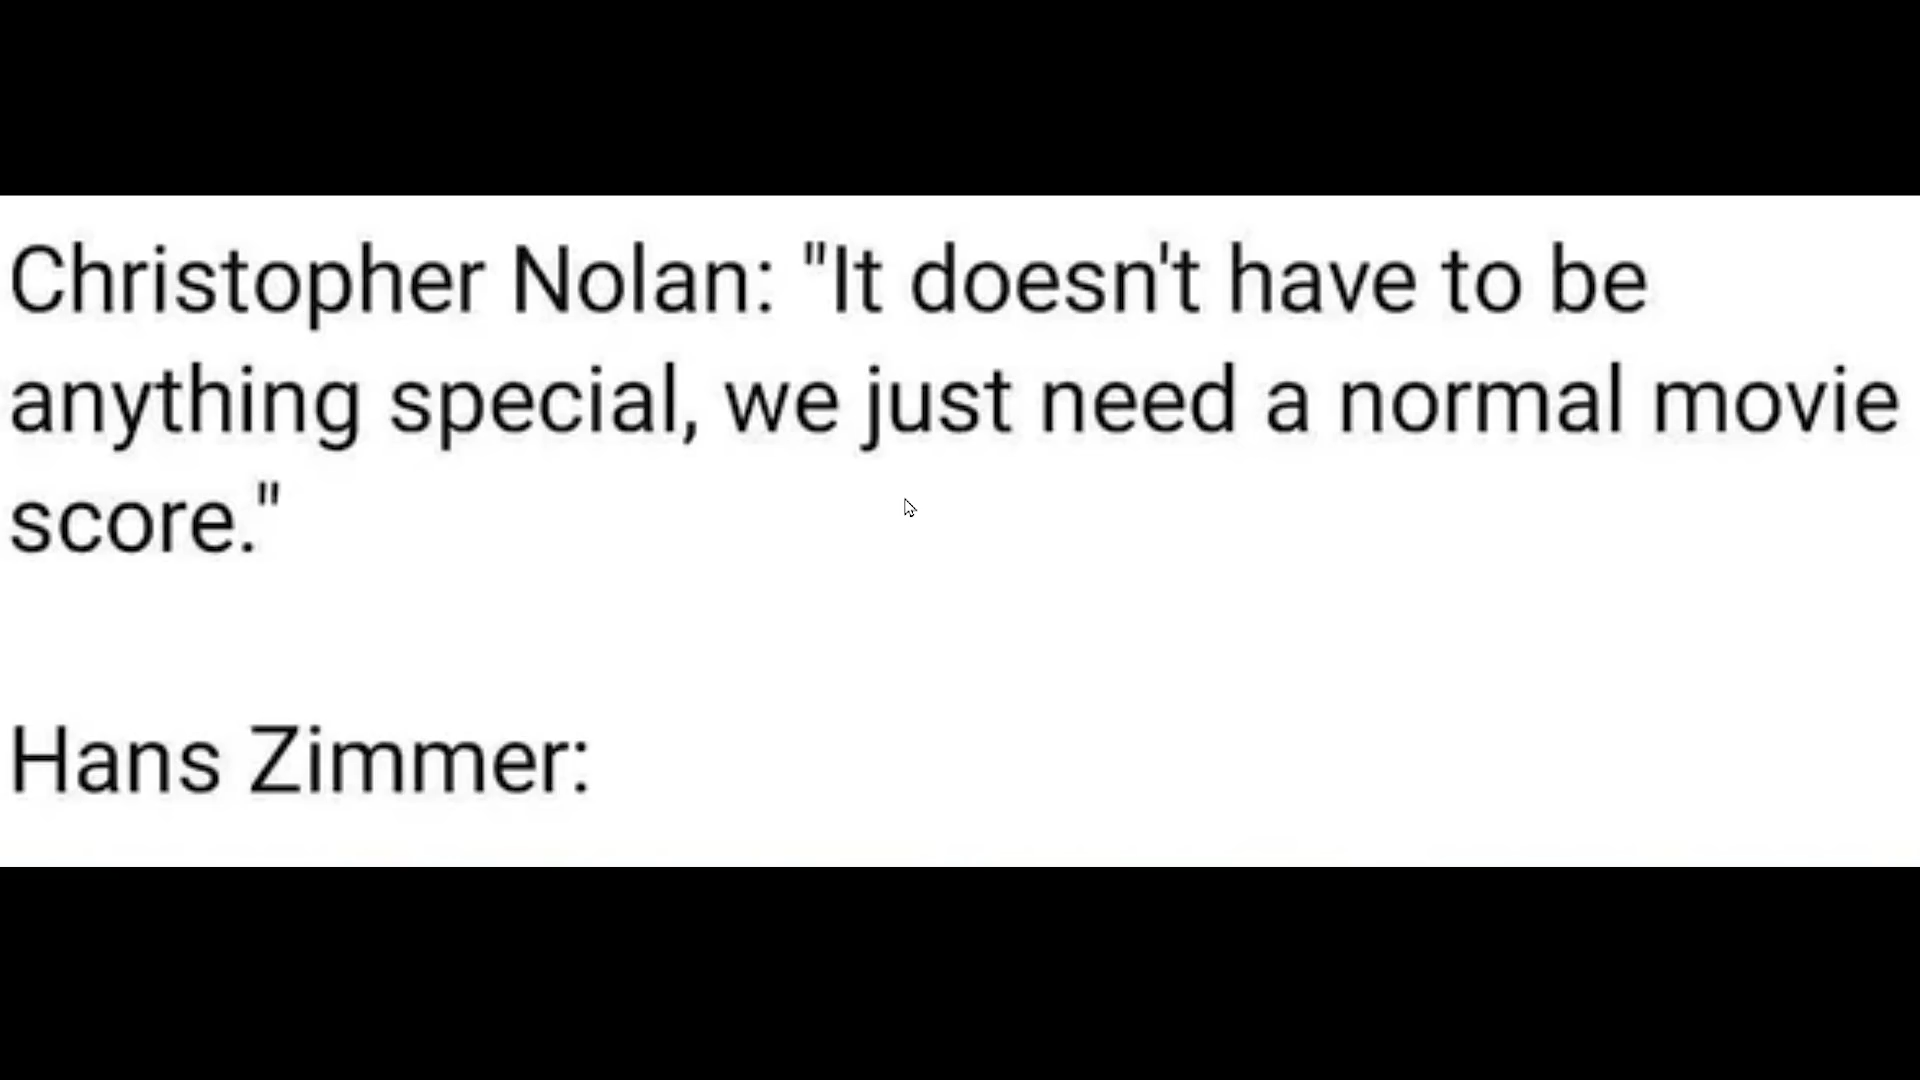 Christopher Nolan: "It doesn't have to be
anything special, we just need a normal movie
score."
Hans Zimmer: